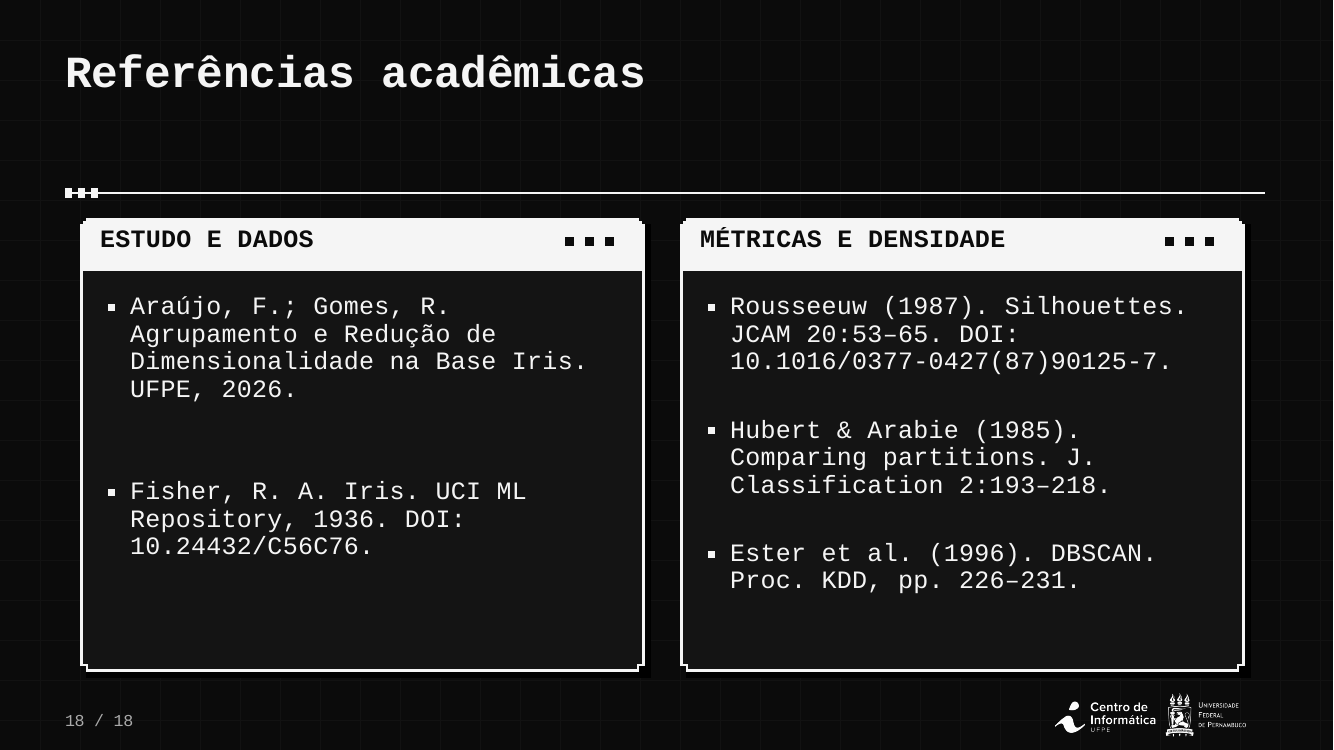 Referências acadêmicas
ESTUDO E DADOS
▪ Araújo, F.; Gomes, R.
Agrupamento e Redução de
Dimensionalidade na Base Iris.
UFPE, 2026.
▪ Fisher, R. A. Iris. UCI ML
Repository, 1936. DOI:
10.24432/C56C76.
MÉTRICAS E DENSIDADE
▪ Rousseeuw (1987). Silhouettes.
JCAM 20:53–65. DOI:
10.1016/0377-0427(87)90125-7.
▪ Hubert & Arabie (1985).
Comparing partitions. J.
Classification 2:193–218.
▪ Ester et al. (1996). DBSCAN.
Proc. KDD, pp. 226–231.
18 / 18
Centro de
Informática
UFPE
UNIVERSIDADE
FEDERAL
DE PERNAMBUCO